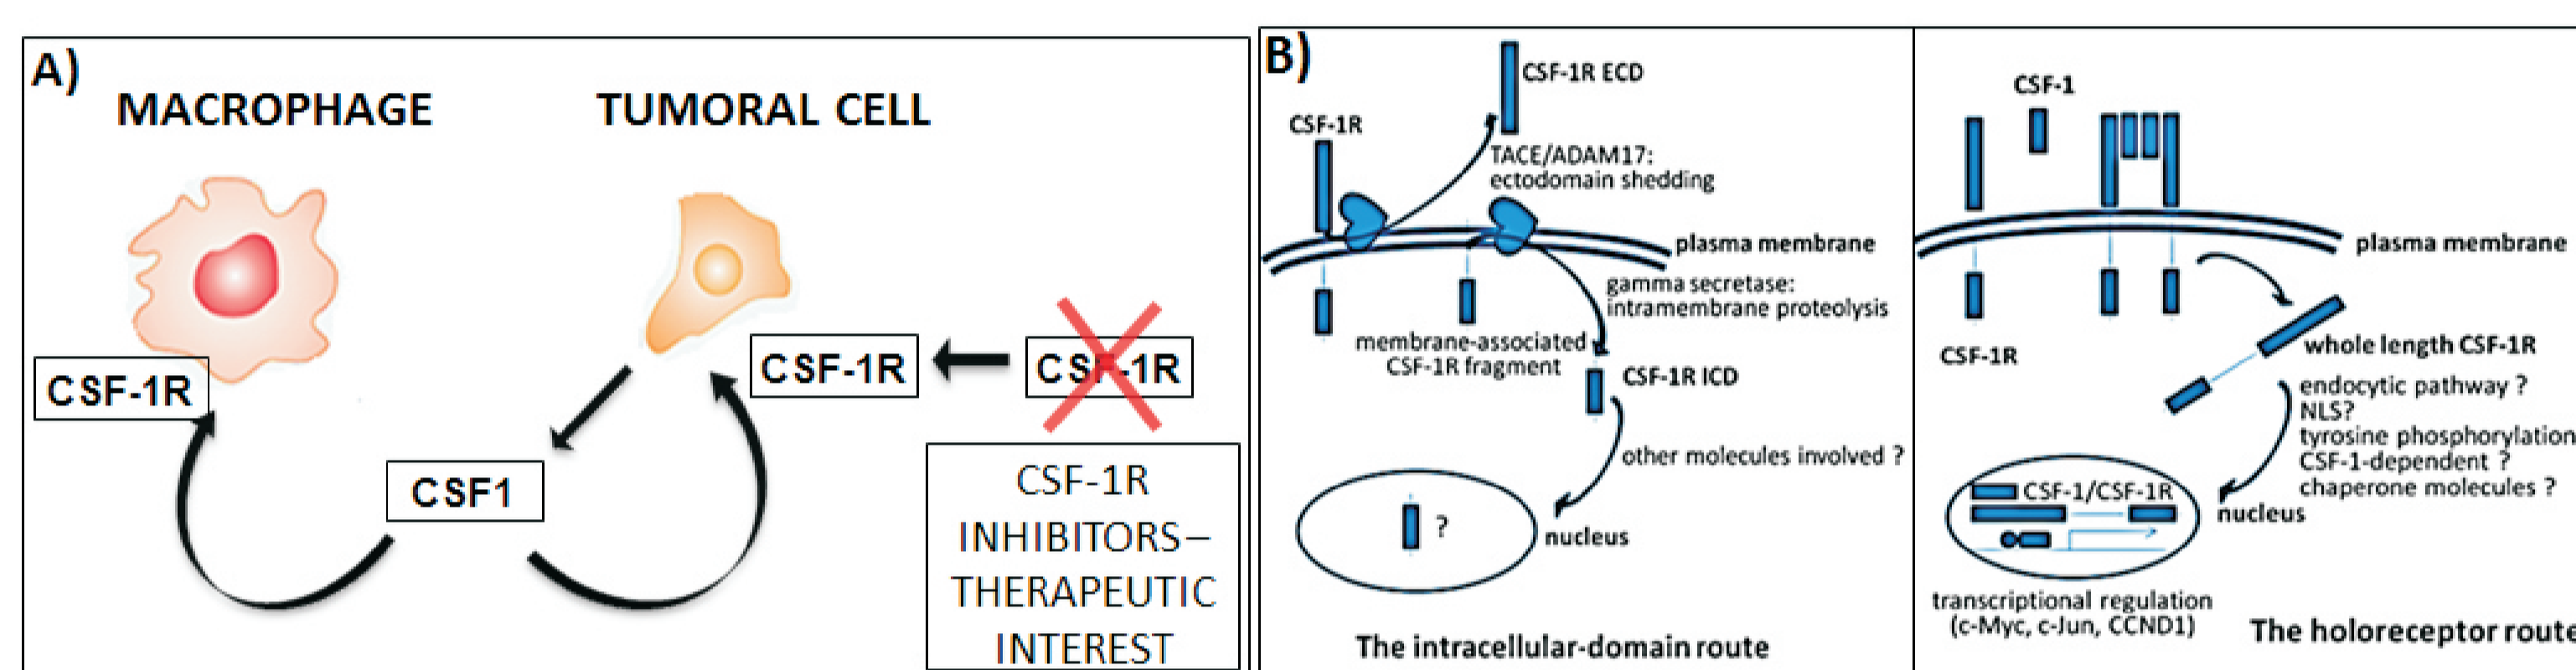 A)
MACROPHAGE
TUMORAL CELL
CSF-1R
CSF1
CSF-1R
CSF-1R
CSF-1R
INHIBITORS–
THERAPEUTIC
INTEREST
B)
CSF-1R ECD
CSF-1R
TACE/ADAM17:
ectodomain shedding
plasma membrane
gamma secretase:
intramembrane proteolysis
membrane-associated
CSF-1R fragment
CSF-1R ICD
other molecules involved ?
?
nucleus
The intracellular-domain route
CSF-1
plasma membrane
CSF-1R
whole length CSF-1R
endocytic pathway ?
NLS?
tyrosine phosphorylation
CSF-1-dependent ?
chaperone molecules ?
CSF-1/CSF-1R
nucleus
transcriptional regulation
(c-Myc, c-Jun, CCND1)
The holoreceptor route